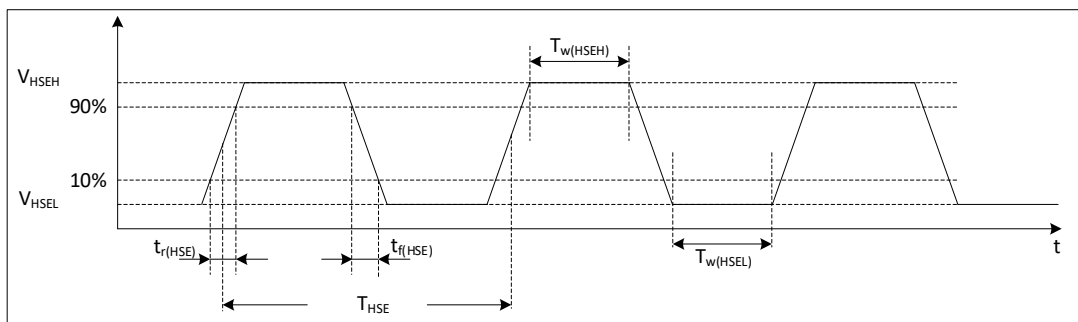 T_w(HSEH)
V_HSEH
90%
10%
V_HSEL
t_r(HSE)
t_f(HSE)
T_w(HSEL)
t
T_HSE